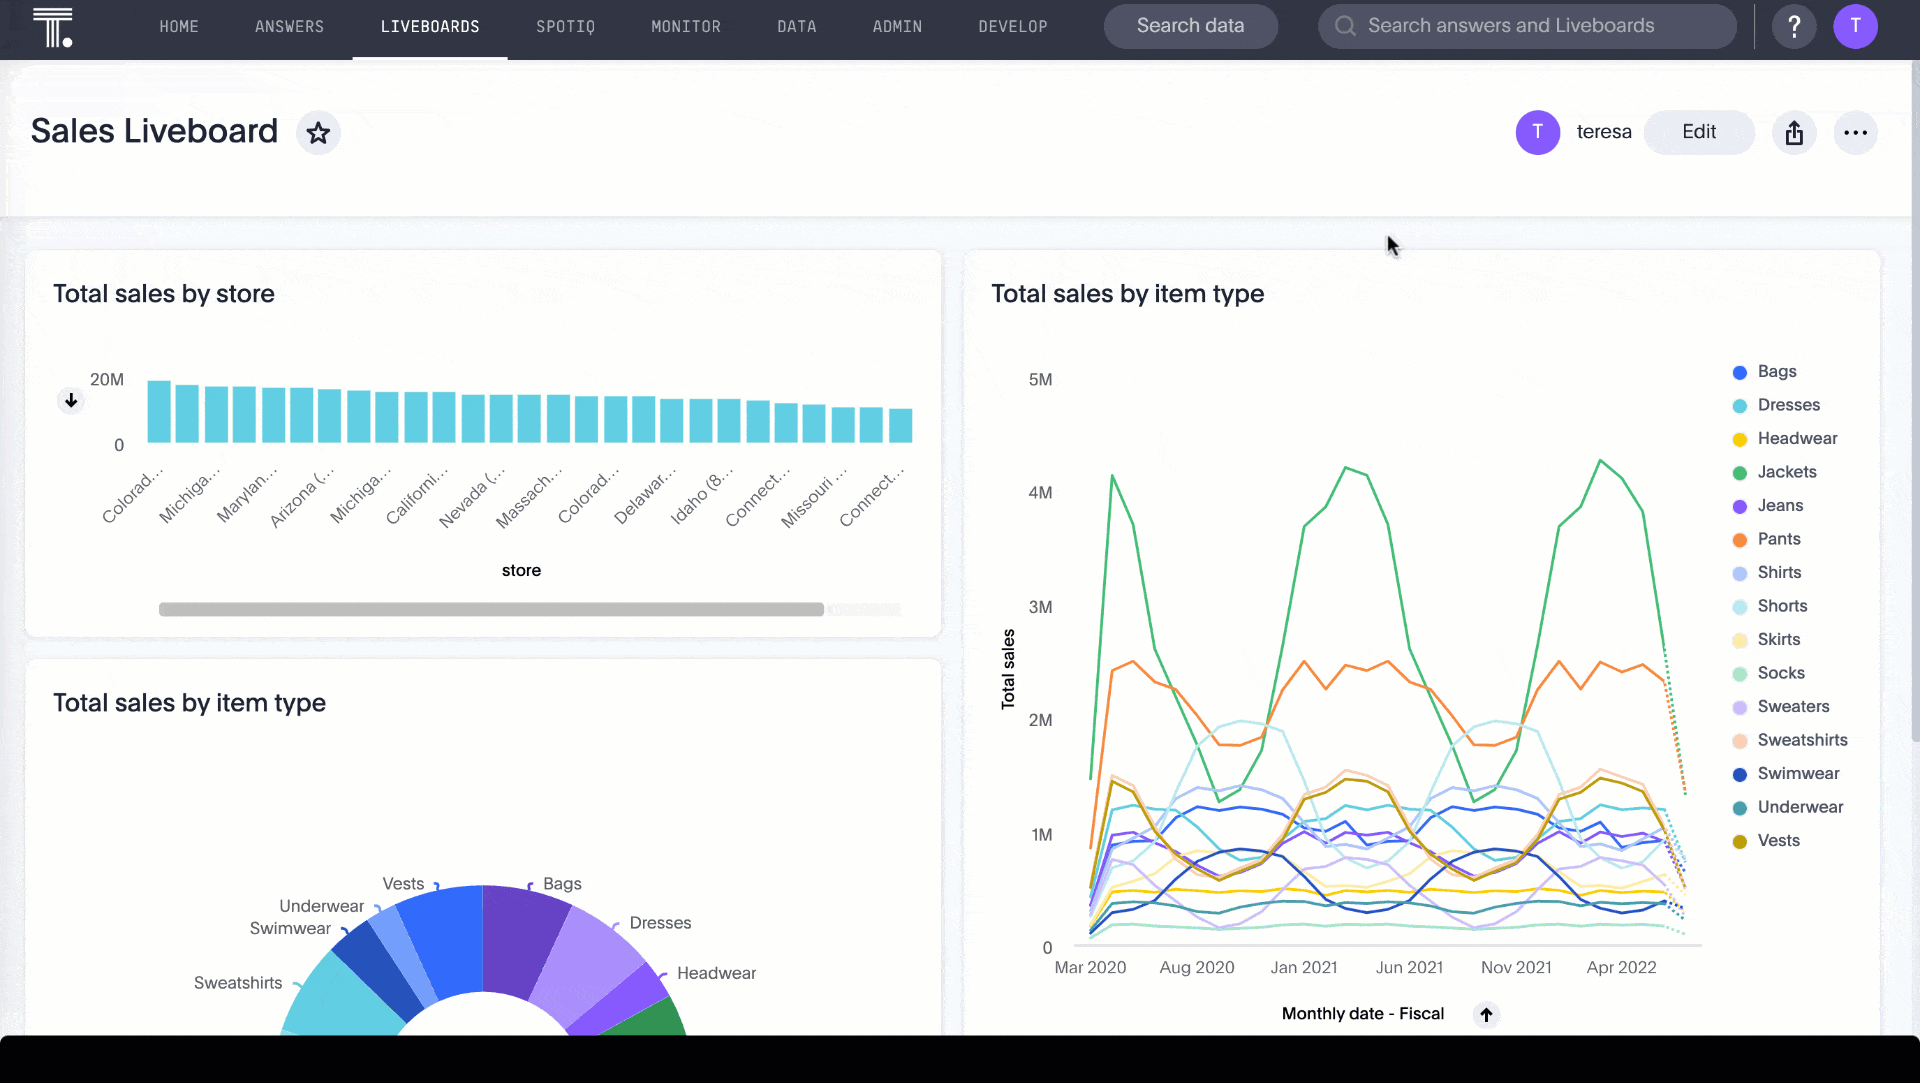 T.
HOME ANSWERS LIVEBOARDS SPOTIQ MONITOR DATA ADMIN DEVELOP Search data Search answers and Liveboards ? T
Sales Liveboard
T teresa Edit
Total sales by store
20M
0
Colorad...
Michiga...
Marylan...
Arizona (...
Michiga...
Californi...
Nevada (...
Massach...
Colorad...
Delawar...
Idaho (8...
Connect...
Missouri ...
Connect...
store
Total sales by item type
Vests
Bags
Underwear
Swimwear
Dresses
Headwear
Sweatshirts
Total sales by item type
5M
4M
3M
2M
1M
0
Total sales
Mar 2020 Aug 2020 Jan 2021 Jun 2021 Nov 2021 Apr 2022
Monthly date - Fiscal
Bags
Dresses
Headwear
Jackets
Jeans
Pants
Shirts
Shorts
Skirts
Socks
Sweaters
Sweatshirts
Swimwear
Underwear
Vests